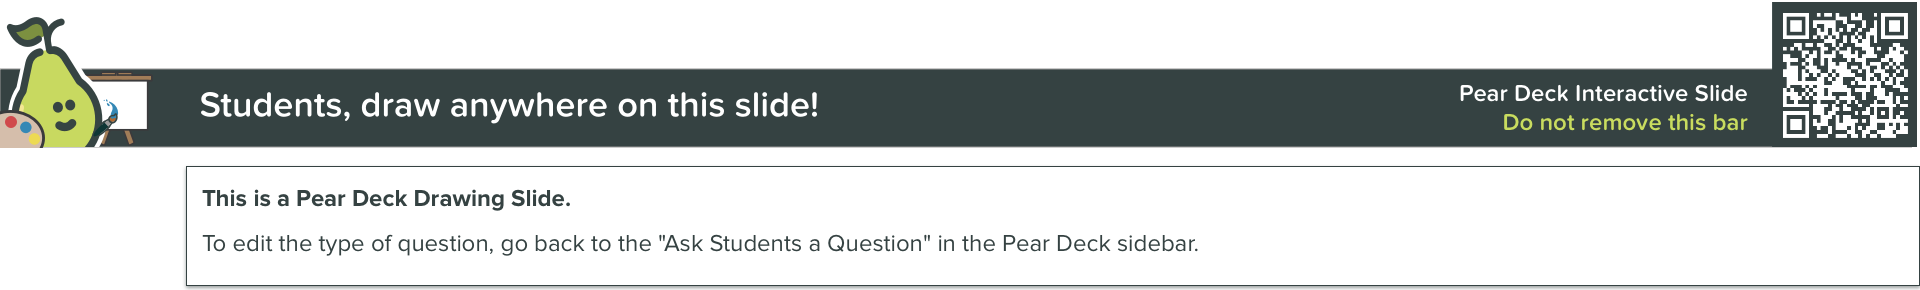 Students, draw anywhere on this slide!
Pear Deck Interactive Slide
Do not remove this bar
This is a Pear Deck Drawing Slide.
To edit the type of question, go back to the "Ask Students a Question" in the Pear Deck sidebar.